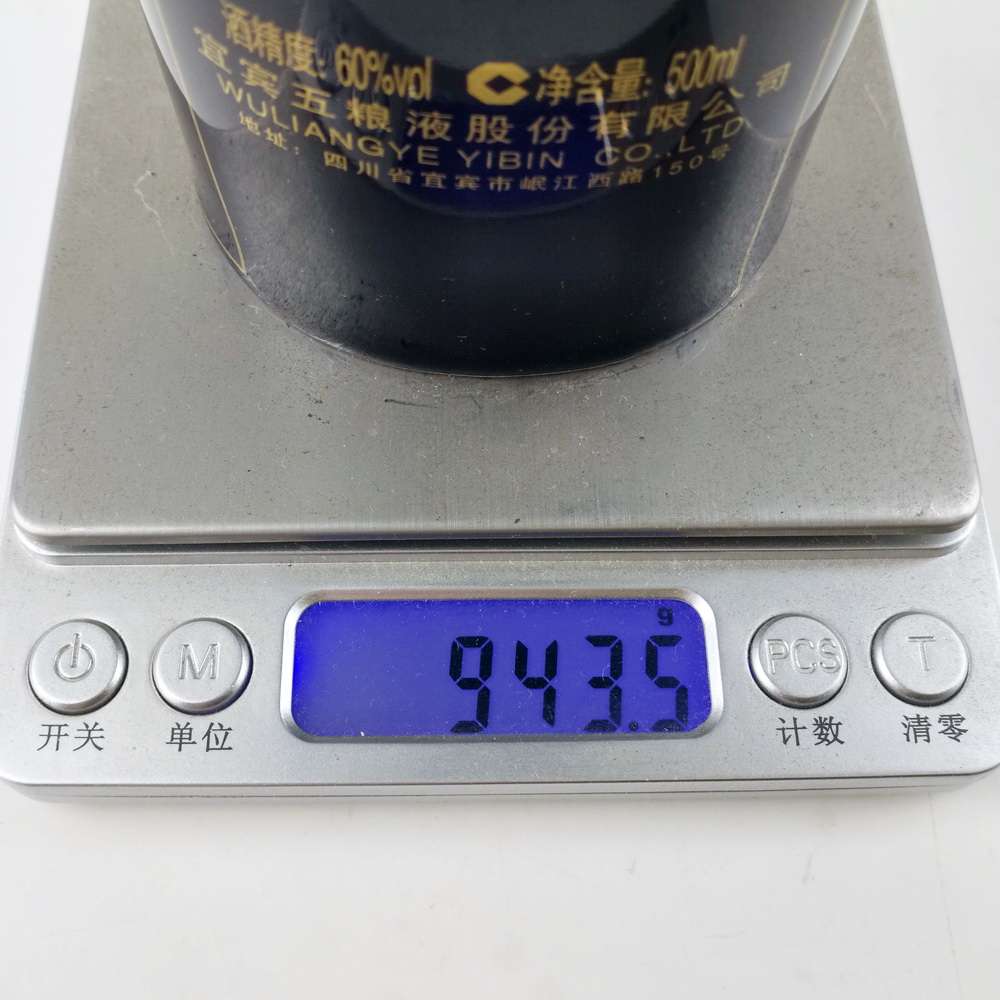 酒精度: 60%vol 净含量: 500ml
宜宾五粮液股份有限公司
WULIANGYE YIBIN CO.,LTD
地址: 四川省宜宾市岷江西路150号
g
943.5
M PCS T
开关 单位 计数 清零